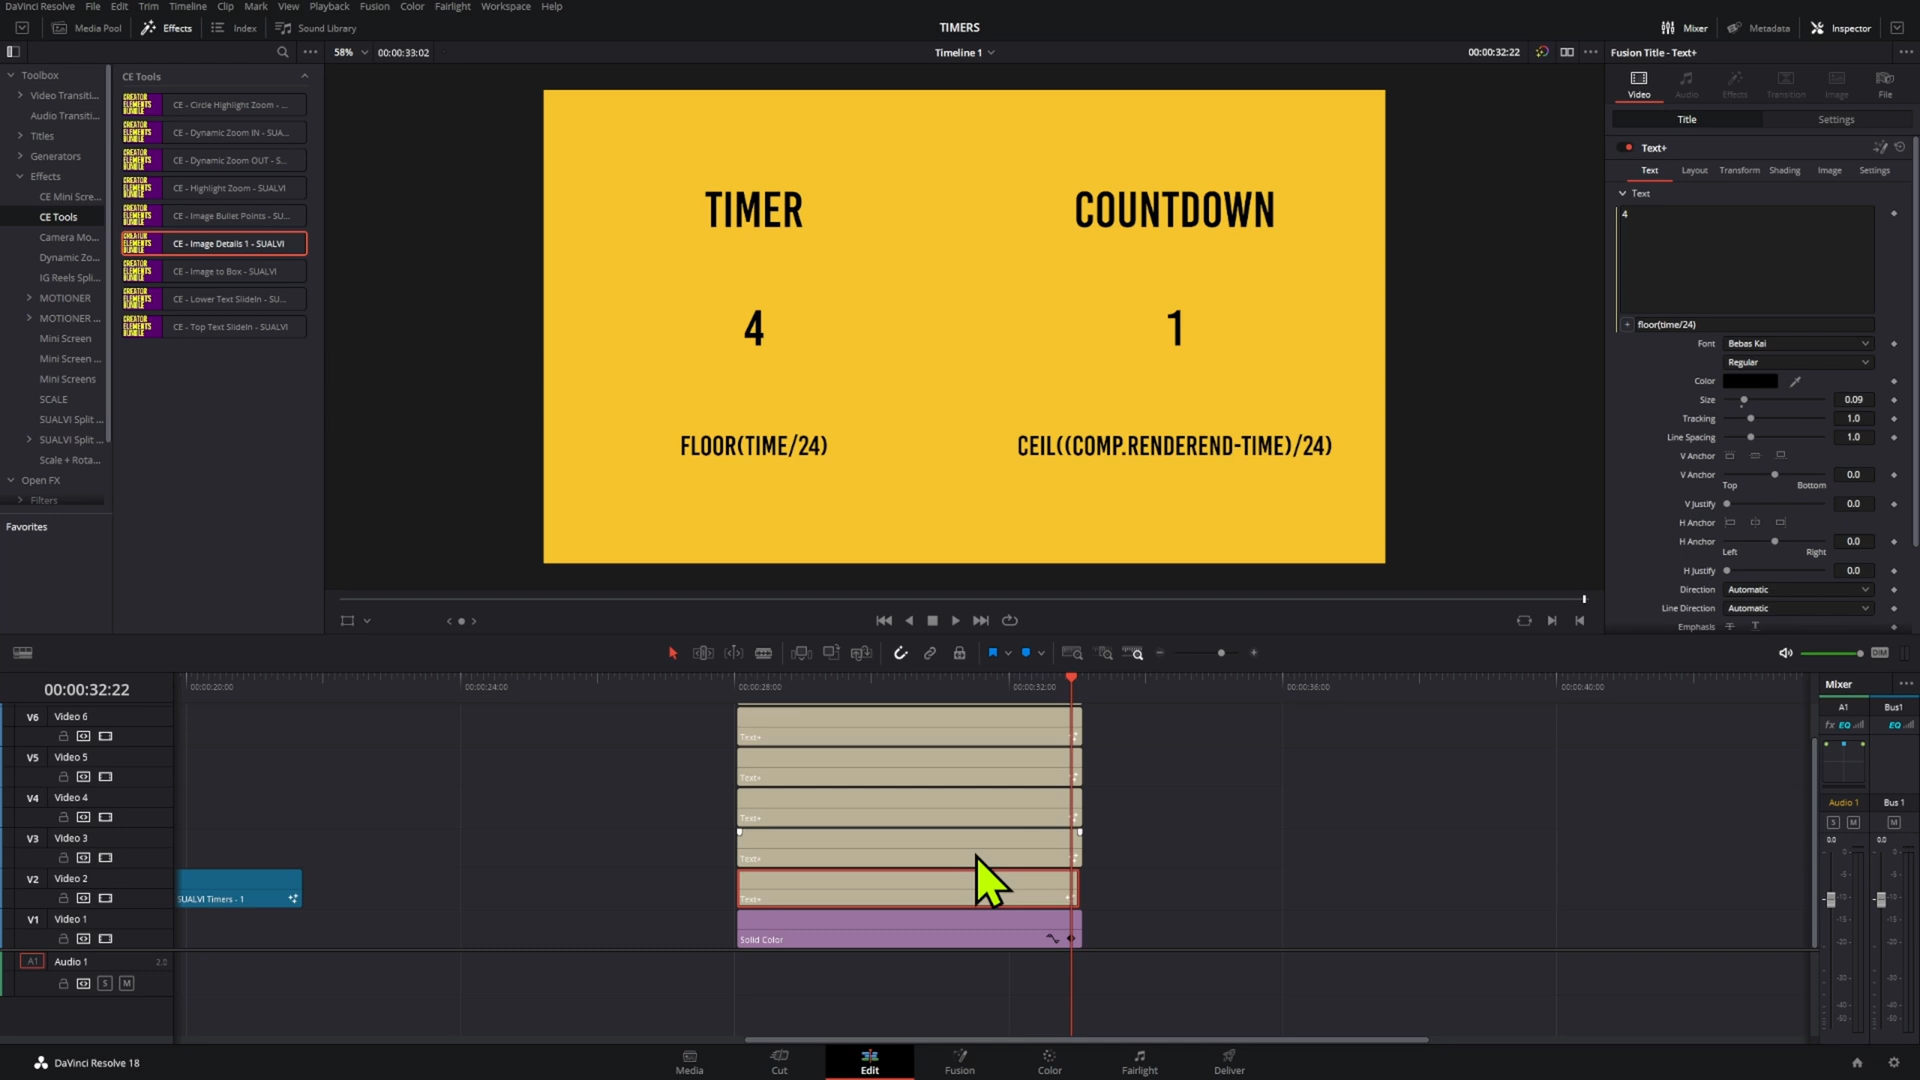 DaVinci Resolve File Edit Trim Timeline Clip Mark View Playback Fusion Color Fairlight Workspace Help
Media Pool Effects Index Sound Library
TIMERS
Mixer Metadata Inspector
58% 00:00:33:02
Timeline 1
00:00:32:22
Fusion Title - Text+
Toolbox
Video Transiti...
Audio Transiti...
Titles
Generators
Effects
CE Mini Scre...
CE Tools
Camera Mo...
Dynamic Zo...
IG Reels Spli...
MOTIONER
MOTIONER ...
Mini Screen
Mini Screen ...
Mini Screens
SCALE
SUALVI Split ...
SUALVI Split ...
Scale + Rota...
Open FX
Filters
Favorites
CE Tools
CE - Circle Highlight Zoom - ...
CE - Dynamic Zoom IN - SUA...
CE - Dynamic Zoom OUT - S...
CE - Highlight Zoom - SUALVI
CE - Image Bullet Points - SU...
CE - Image Details 1 - SUALVI
CE - Image to Box - SUALVI
CE - Lower Text SlideIn - SU...
CE - Top Text SlideIn - SUALVI
TIMER
COUNTDOWN
4
1
FLOOR(TIME/24)
CEIL((COMP.RENDEREND-TIME)/24)
Video Audio Effects Transition Image File
Title Settings
Text+
Text Layout Transform Shading Image Settings
Text
4
floor(time/24)
Font Bebas Kai
Regular
Color
Size 0.09
Tracking 1.0
Line Spacing 1.0
V Anchor
V Anchor 0.0
Top Bottom
V Justify 0.0
H Anchor
H Anchor 0.0
Left Right
H Justify 0.0
Direction Automatic
Line Direction Automatic
Emphasis
DIM
00:00:32:22
00:00:20:00 00:00:24:00 00:00:28:00 00:00:32:00 00:00:36:00 00:00:40:00
V6 Video 6
Text+
V5 Video 5
Text+
V4 Video 4
Text+
V3 Video 3
Text+
V2 Video 2
SUALVI Timers - 1
Text+
V1 Video 1
Solid Color
A1 Audio 1 2.0
S M
Mixer
A1 Bus1
fx EQ EQ
Audio 1 Bus 1
S M M
0.0 0.0
DaVinci Resolve 18
Media Cut Edit Fusion Color Fairlight Deliver